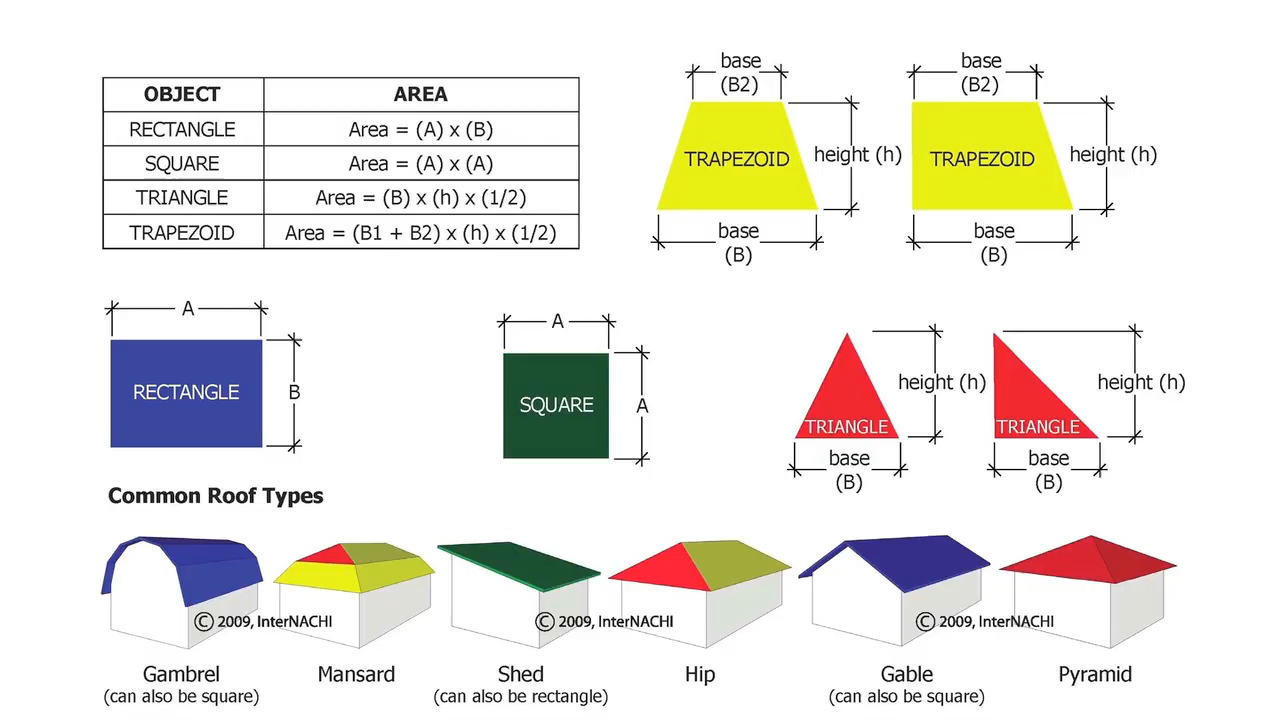 OBJECT AREA
RECTANGLE Area = (A) x (B)
SQUARE Area = (A) x (A)
TRIANGLE Area = (B) x (h) x (1/2)
TRAPEZOID Area = (B1 + B2) x (h) x (1/2)
base
(B2)
TRAPEZOID
height (h)
base
(B)
base
(B2)
TRAPEZOID
height (h)
base
(B)
A
RECTANGLE
B
A
SQUARE
A
height (h)
TRIANGLE
base
(B)
height (h)
TRIANGLE
base
(B)
Common Roof Types
© 2009, InterNACHI
© 2009, InterNACHI
© 2009, InterNACHI
Gambrel
(can also be square)
Mansard
Shed
(can also be rectangle)
Hip
Gable
(can also be square)
Pyramid